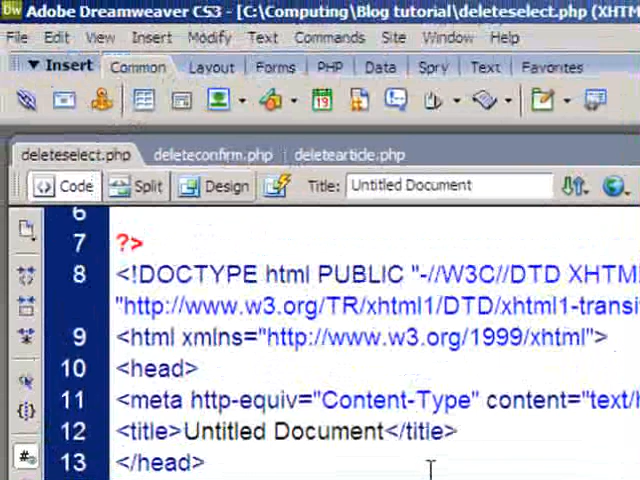 Adobe Dreamweaver CS3 - [C:\Computing\Blog tutorial\deleteselect.php (XHTM
File Edit View Insert Modify Text Commands Site Window Help
Insert Common Layout Forms PHP Data Spry Text Favorites
deleteselect.php deleteconfirm.php deletearticle.php
Code Split Design Title: Untitled Document
6
7 ?>
8 <!DOCTYPE html PUBLIC "-//W3C//DTD XHTML
"http://www.w3.org/TR/xhtml1/DTD/xhtml1-transi
9 <html xmlns="http://www.w3.org/1999/xhtml">
10 <head>
11 <meta http-equiv="Content-Type" content="text/h
12 <title>Untitled Document</title>
13 </head>